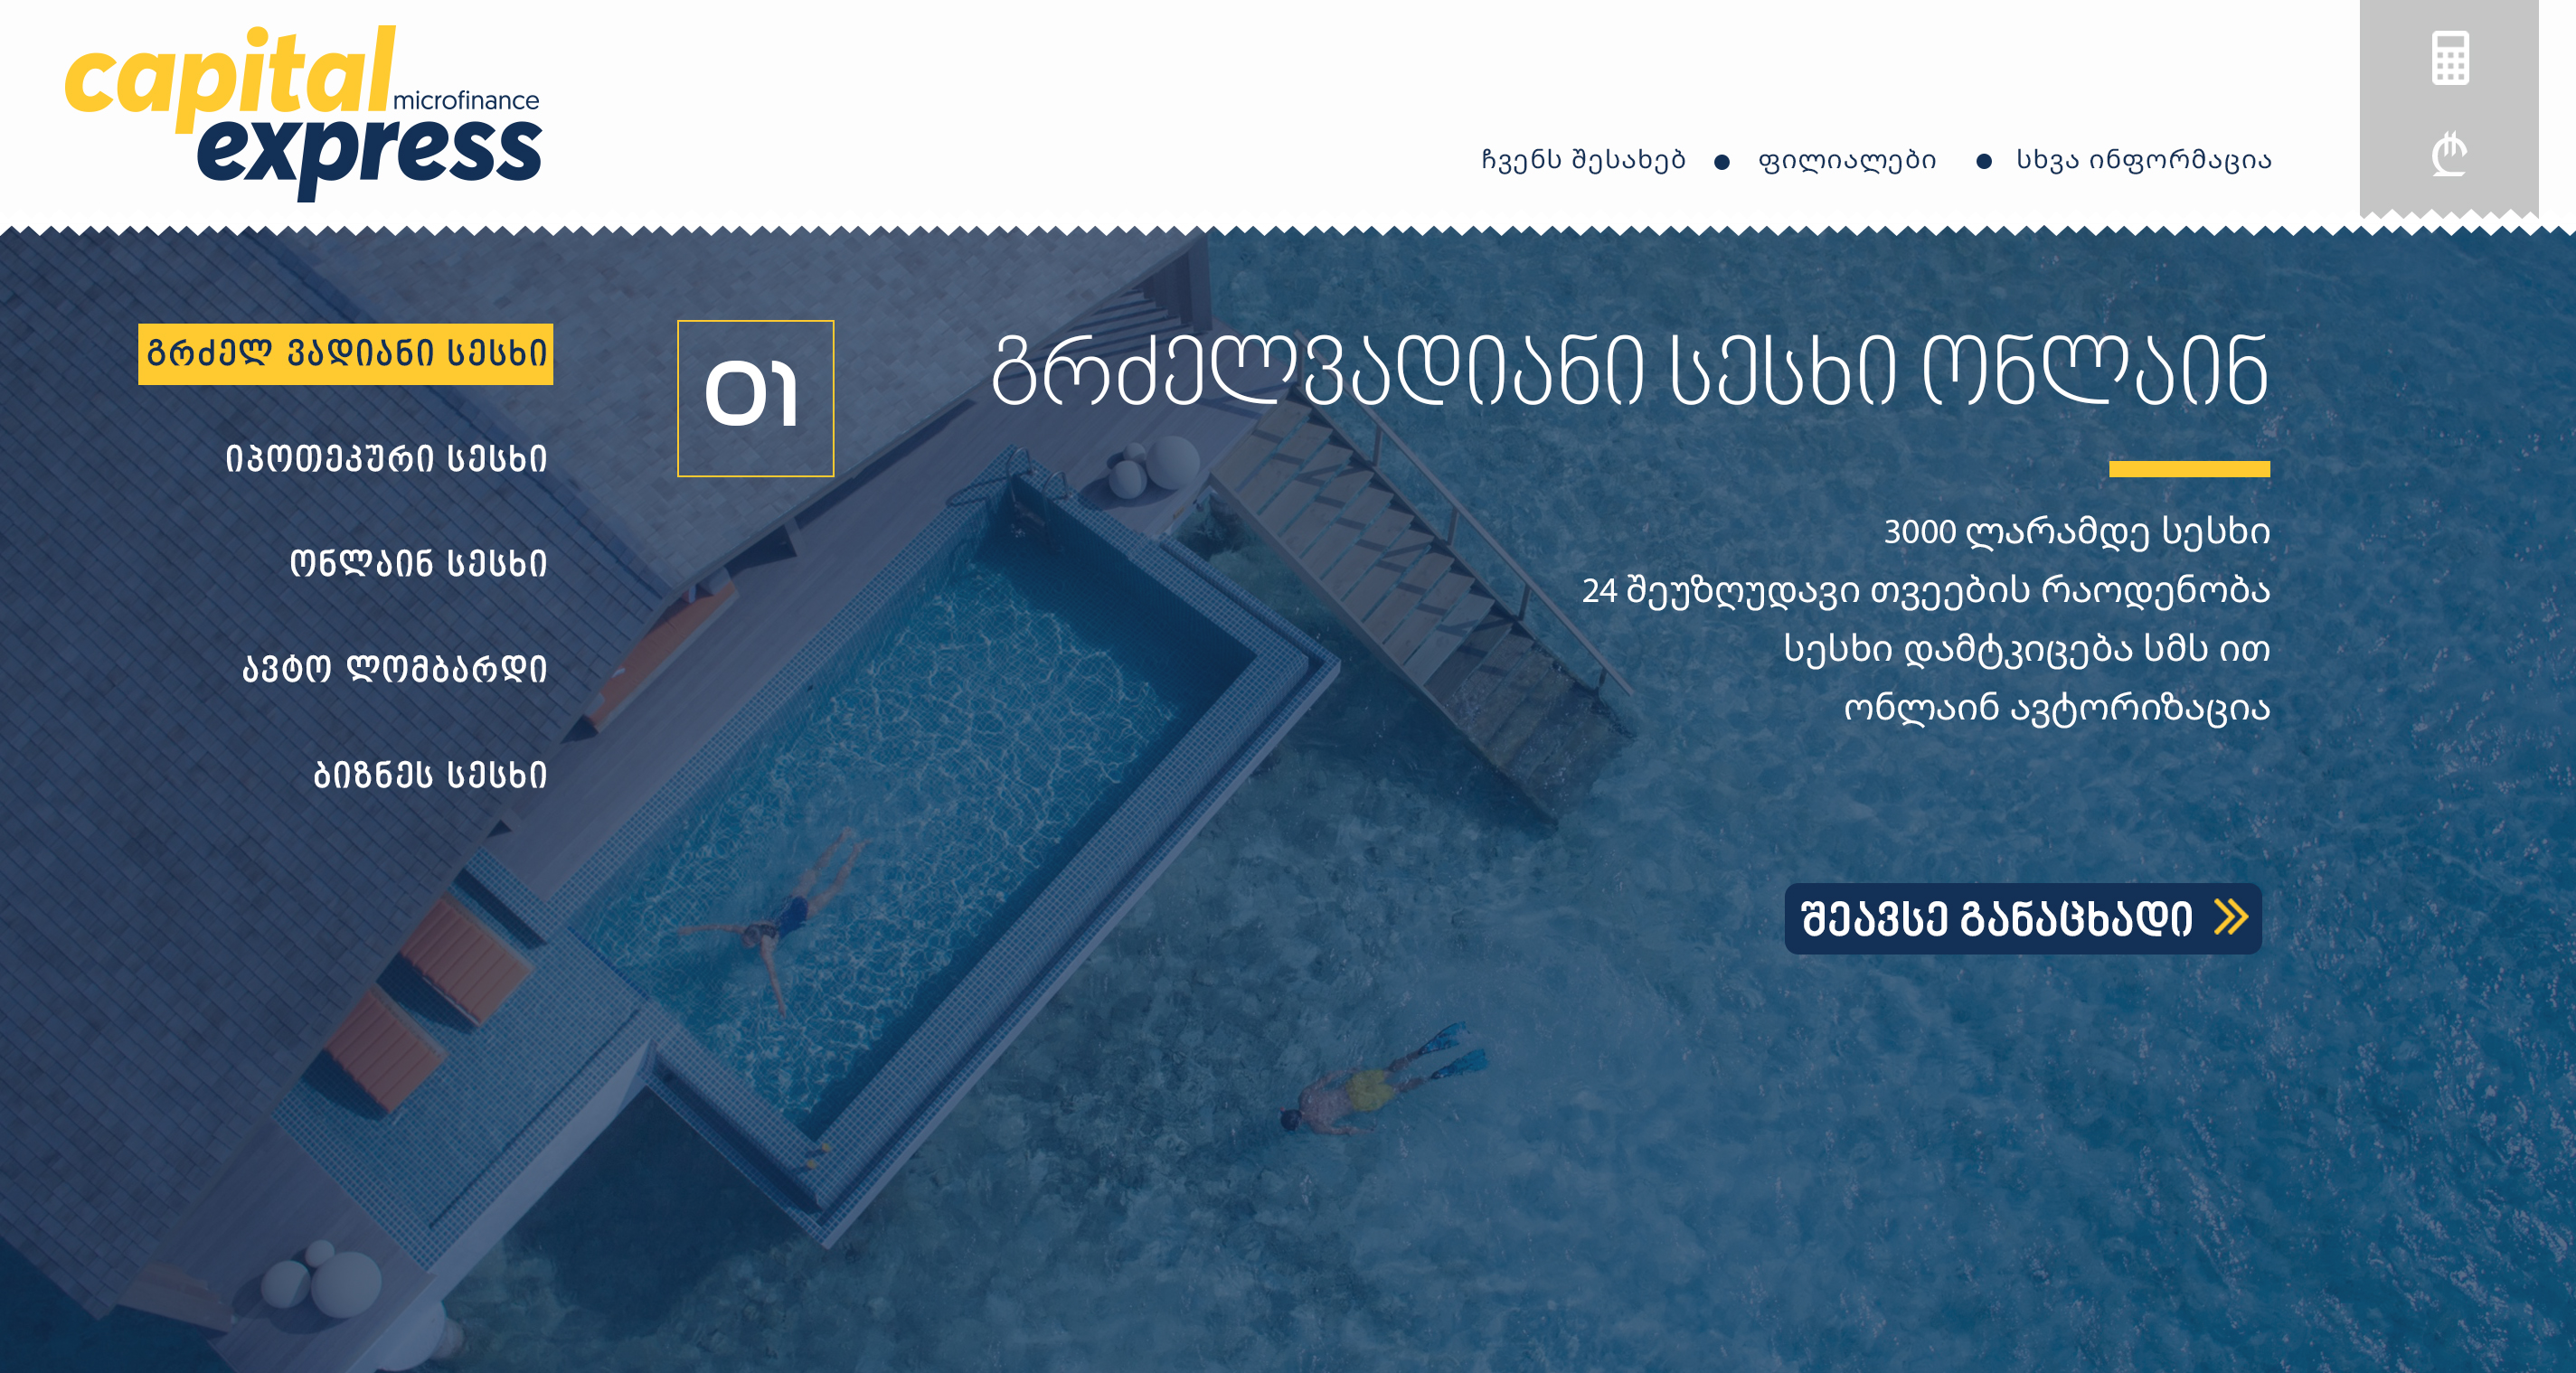 capital
microfinance
express
ჩვენს შესახებ ● ფილიალები ● სხვა ინფორმაცია
გრძელ ვადიანი სესხი
იპოთეკური სესხი
ონლაინ სესხი
ავტო ლომბარდი
ბიზნეს სესხი
01
გრძელვადიანი სესხი ონლაინ
3000 ლარამდე სესხი
24 შეუზღუდავი თვეების რაოდენობა
სესხი დამტკიცება სმს ით
ონლაინ ავტორიზაცია
შეავსე განაცხადი